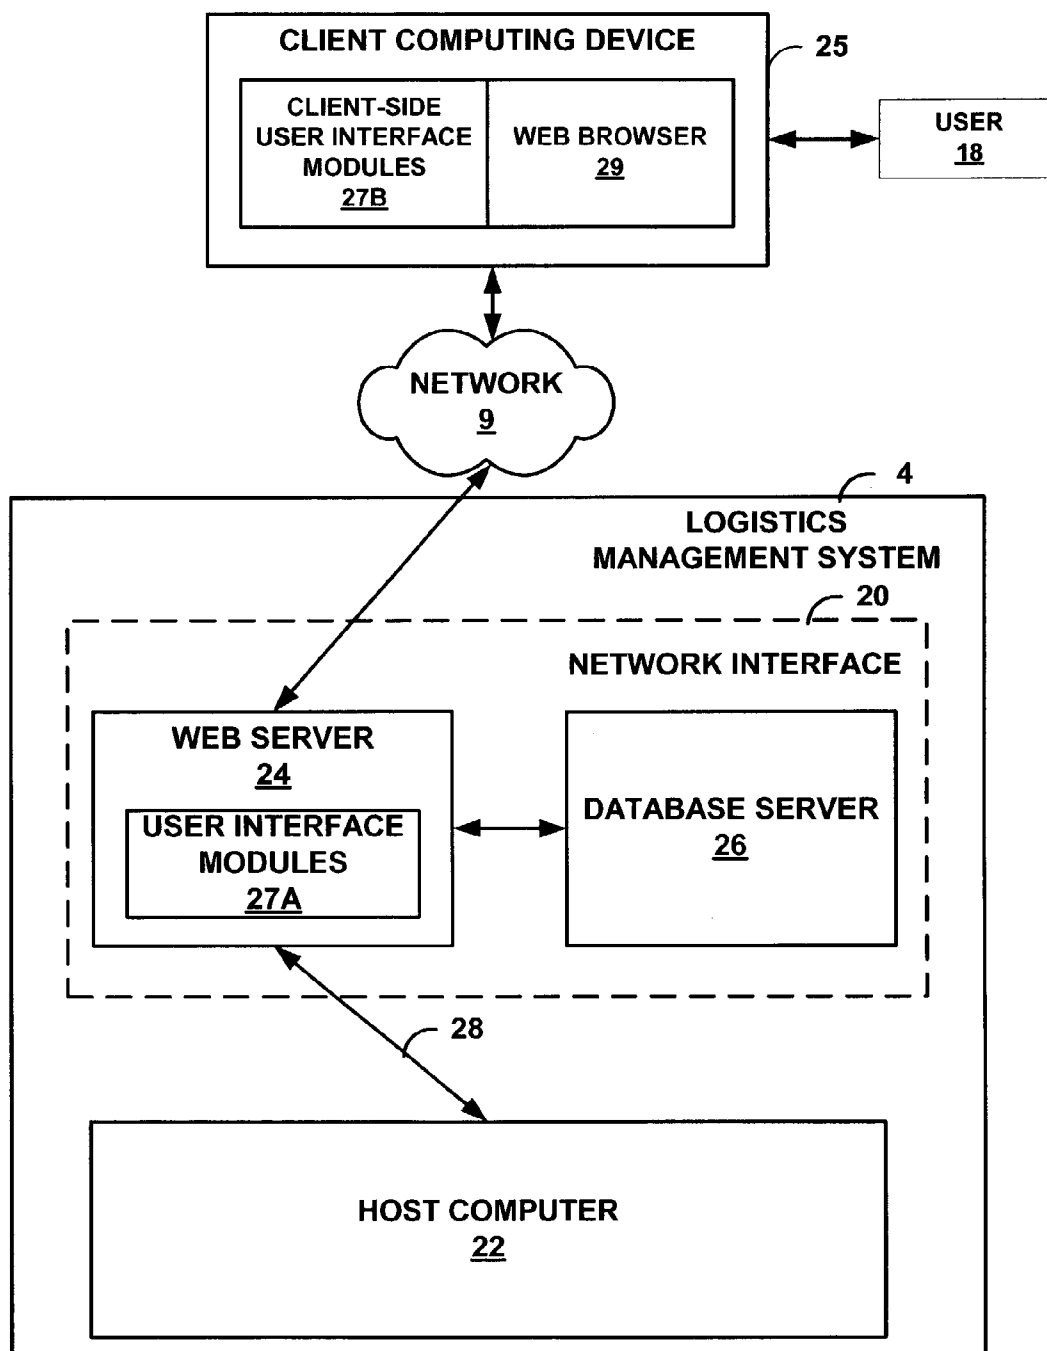 CLIENT COMPUTING DEVICE
25
CLIENT-SIDE
USER INTERFACE
MODULES
27B
WEB BROWSER
29
USER
18
NETWORK
9
4
LOGISTICS
MANAGEMENT SYSTEM
20
NETWORK INTERFACE
WEB SERVER
24
USER INTERFACE
MODULES
27A
DATABASE SERVER
26
28
HOST COMPUTER
22